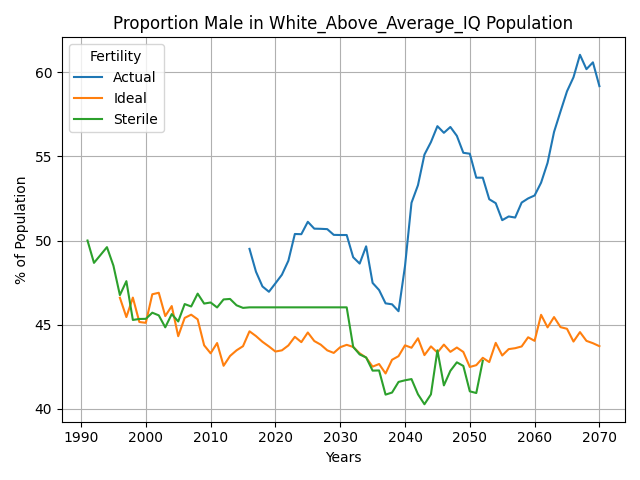 Proportion Male in White_Above_Average_IQ Population
Fertility
Actual
Ideal
Sterile
% of Population
60
55
50
45
40
1990
2000
2010
2020
2030
2040
2050
2060
2070
Years